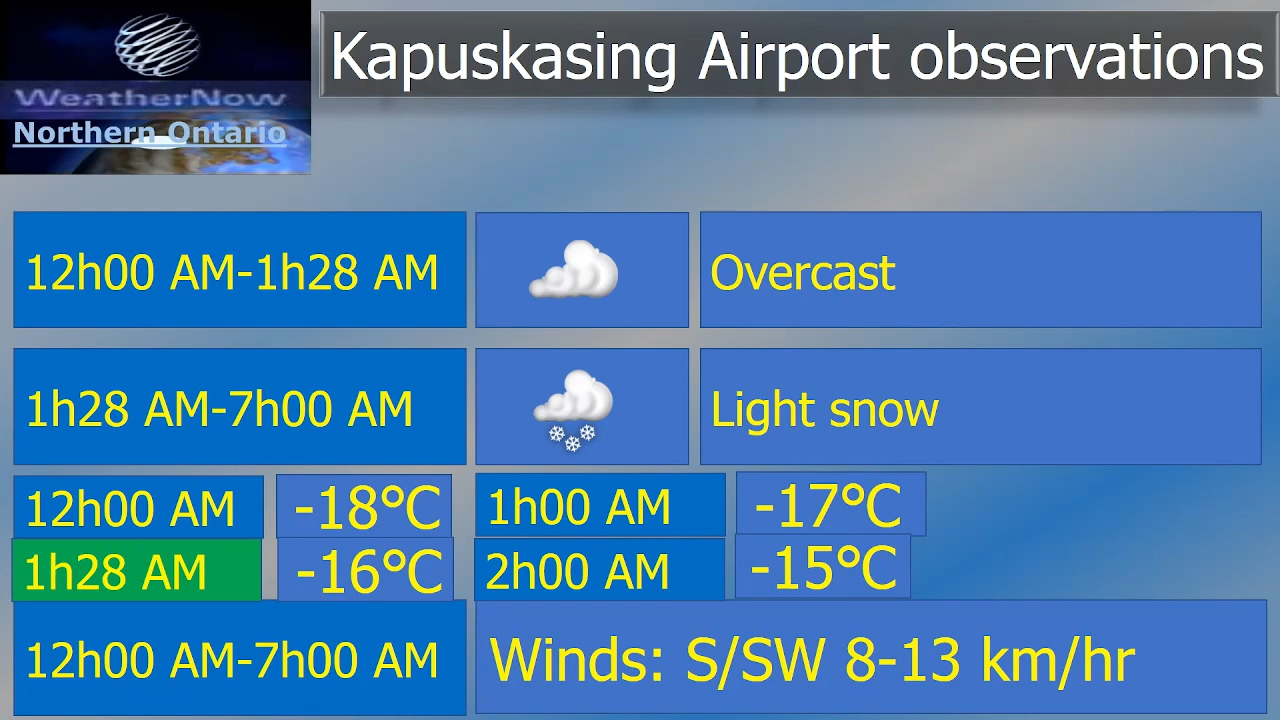 WeatherNow
Northern Ontario
Kapuskasing Airport observations
12h00 AM-1h28 AM
Overcast
1h28 AM-7h00 AM
Light snow
12h00 AM -18°C 1h00 AM -17°C
1h28 AM -16°C 2h00 AM -15°C
12h00 AM-7h00 AM
Winds: S/SW 8-13 km/hr